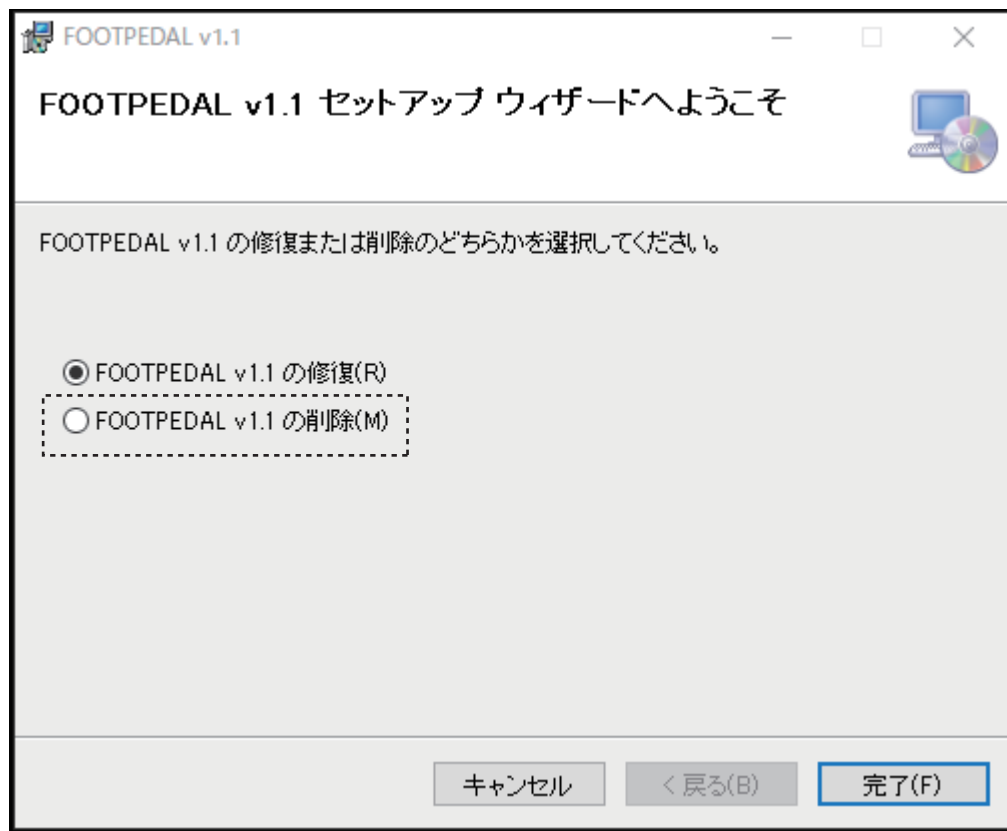 FOOTPEDAL v1.1
FOOTPEDAL v1.1 セットアップ ウィザードへようこそ
FOOTPEDAL v1.1 の修復または削除のどちらかを選択してください。
FOOTPEDAL v1.1 の修復(R)
FOOTPEDAL v1.1 の削除(M)
キャンセル
< 戻る(B)
完了(F)